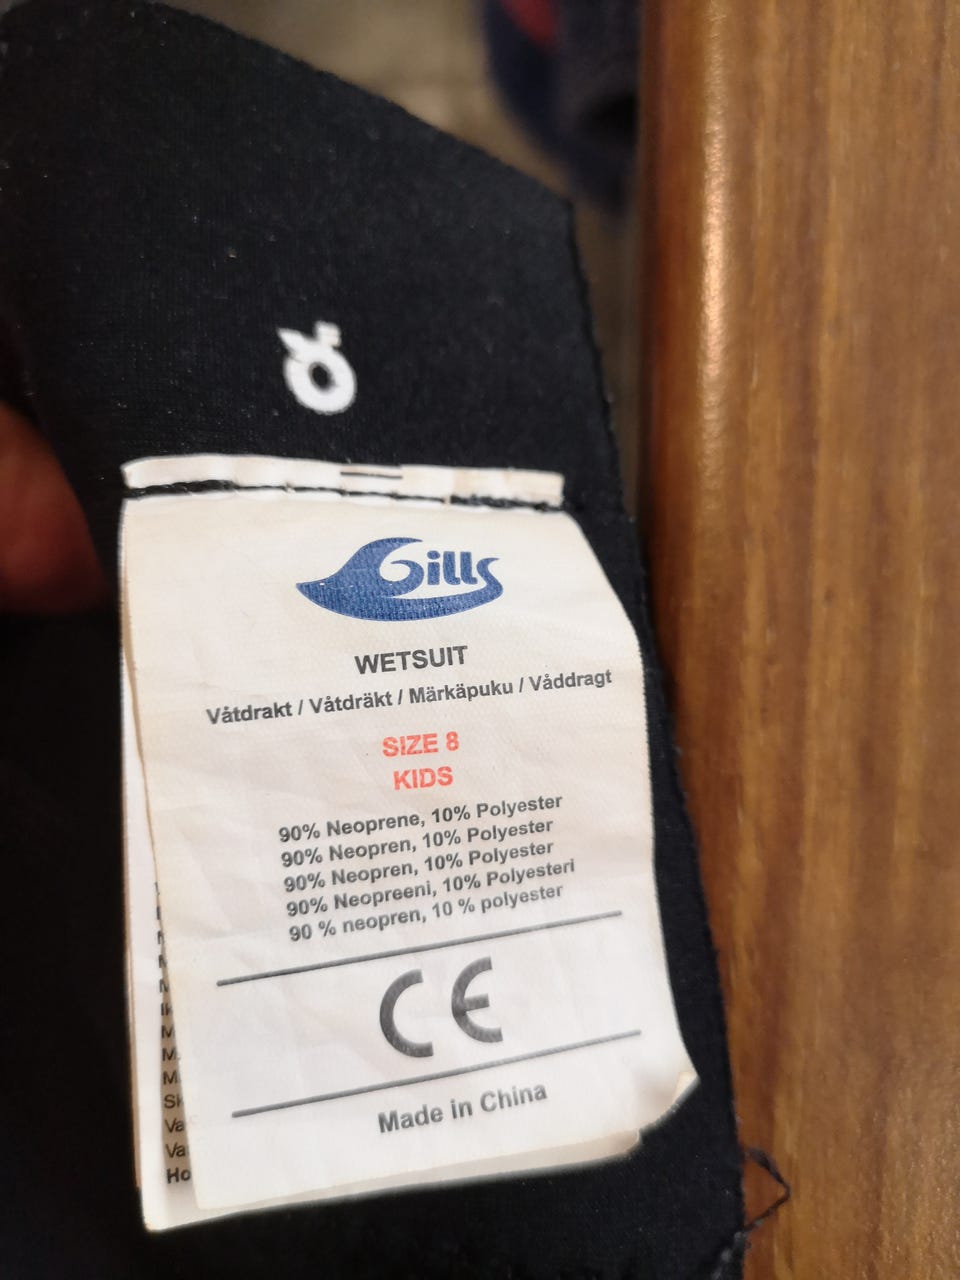 8
Gills
WETSUIT
Våtdrakt / Våtdräkt / Märkäpuku / Våddragt
SIZE 8
KIDS
90% Neoprene, 10% Polyester
90% Neopren, 10% Polyester
90% Neopren, 10% Polyester
90% Neopreeni, 10% Polyesteri
90 % neopren, 10 % polyester
CE
Made in China